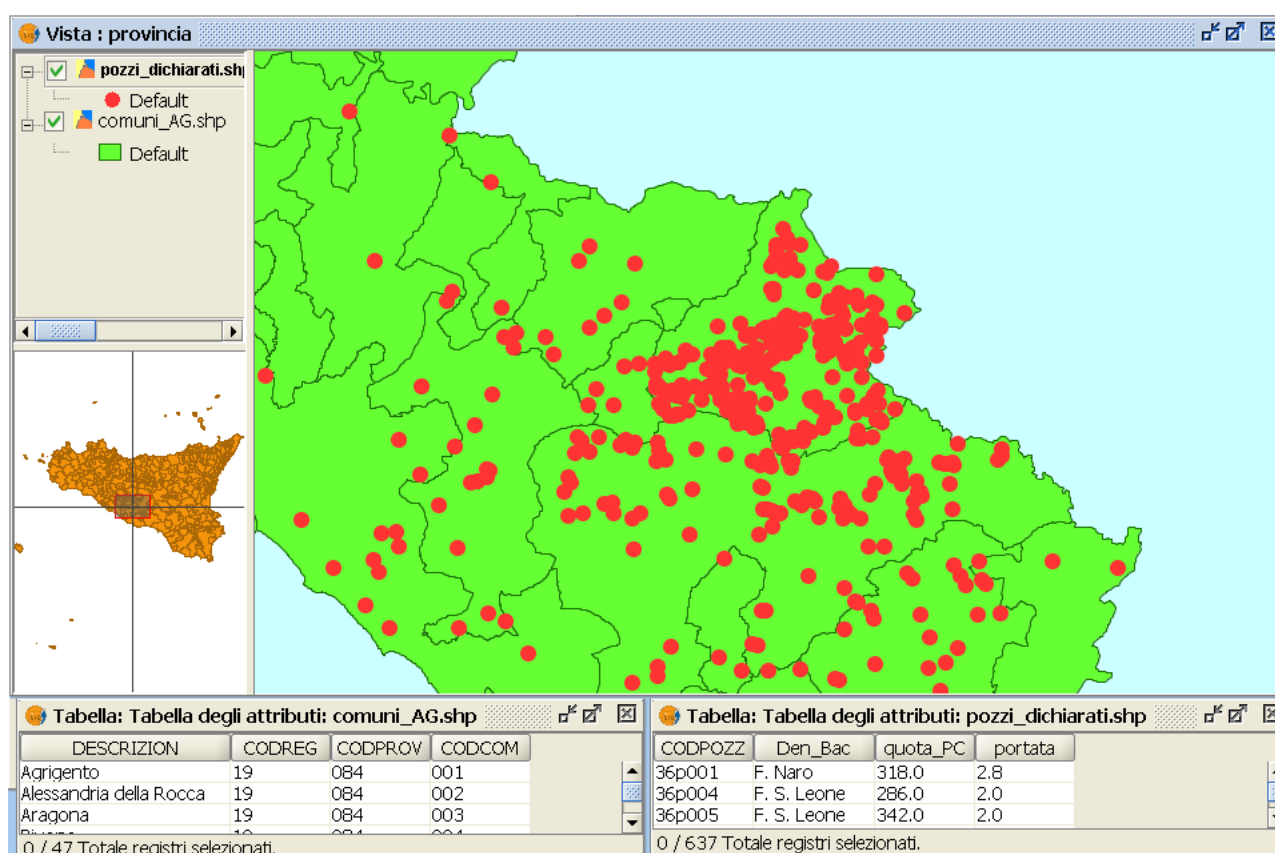 Vista : provincia
pozzi_dichiarati.sh
Default
comuni_AG.shp
Default
Tabella: Tabella degli attributi: comuni_AG.shp
DESCRIZION CODREG CODPROV CODCOM
Agrigento 19 084 001
Alessandria della Rocca 19 084 002
Aragona 19 084 003
0 / 47 Totale registri selezionati.
Tabella: Tabella degli attributi: pozzi_dichiarati.shp
CODPOZZ Den_Bac quota_PC portata
36p001 F. Naro 318.0 2.8
36p004 F. S. Leone 286.0 2.0
36p005 F. S. Leone 342.0 2.0
0 / 637 Totale registri selezionati.